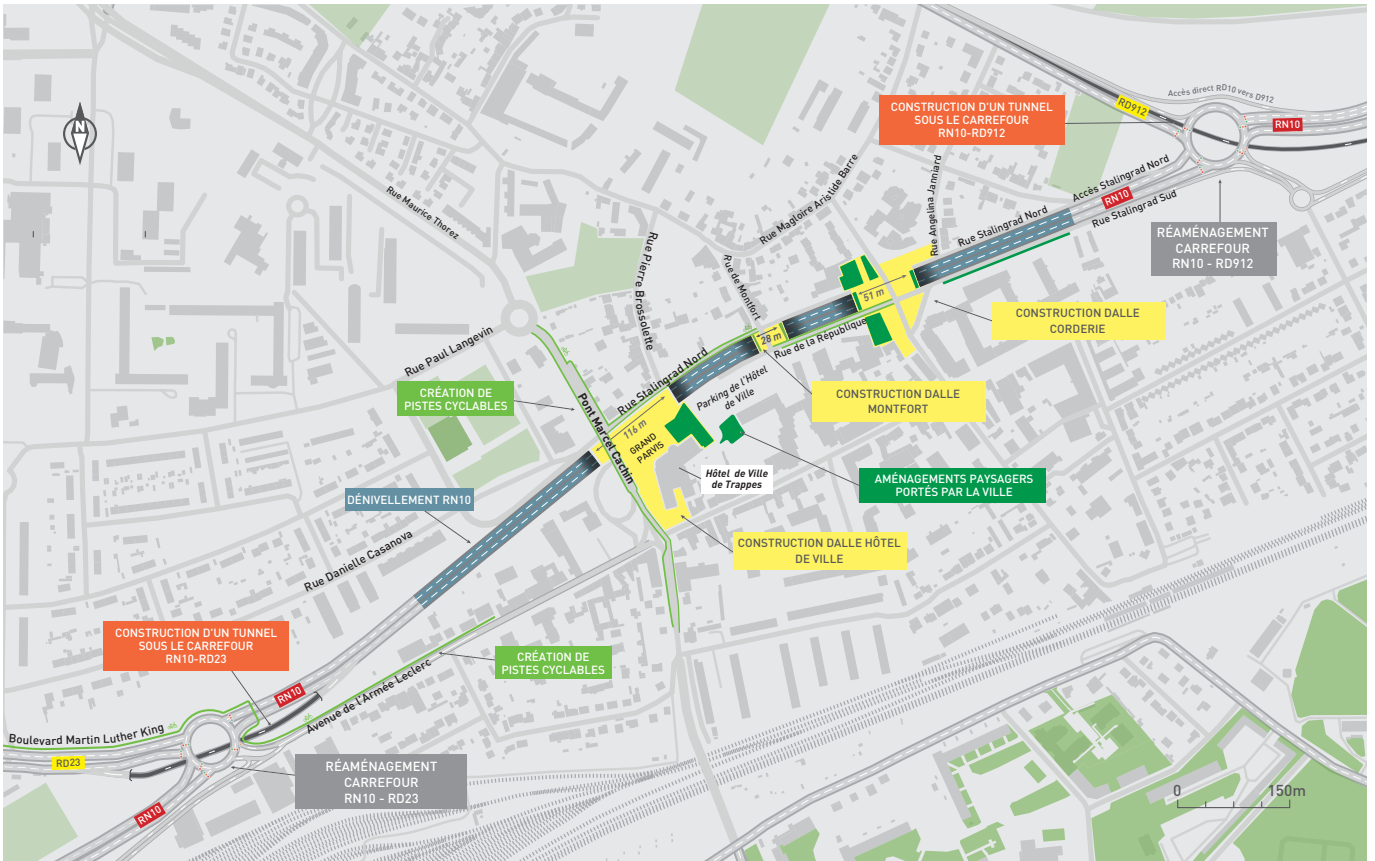 N
Accès direct RD10 vers D912
RD912
RN10
CONSTRUCTION D'UN TUNNEL
SOUS LE CARREFOUR
RN10-RD912
Accès Stalingrad Nord
RN10
Rue Stalingrad Sud
RÉAMÉNAGEMENT
CARREFOUR
RN10 - RD912
Rue Maurice Thorez
Rue Magloire Aristide Barre
Rue Angelina Janniard
Rue Stalingrad Nord
Rue Pierre Brossolette
Rue de Montfort
51 m
CONSTRUCTION DALLE
CORDERIE
28 m
Rue de la République
Rue Paul Langevin
Rue Stalingrad Nord
Parking de l'Hôtel
de Ville
CONSTRUCTION DALLE
MONTFORT
CRÉATION DE
PISTES CYCLABLES
Pont Marcel Cachin
116 m
GRAND
PARVIS
Hôtel de Ville
de Trappes
AMÉNAGEMENTS PAYSAGERS
PORTÉS PAR LA VILLE
DÉNIVELLEMENT RN10
CONSTRUCTION DALLE HÔTEL
DE VILLE
Rue Danielle Casanova
CONSTRUCTION D'UN TUNNEL
SOUS LE CARREFOUR
RN10-RD23
CRÉATION DE
PISTES CYCLABLES
RN10
Avenue de l'Armée Leclerc
Boulevard Martin Luther King
RD23
RÉAMÉNAGEMENT
CARREFOUR
RN10 - RD23
RN10
0 150m